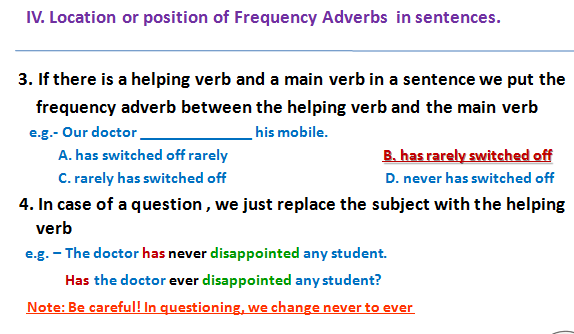 IV. Location or position of Frequency Adverbs in sentences.
3. If there is a helping verb and a main verb in a sentence we put the
frequency adverb between the helping verb and the main verb
e.g.- Our doctor ________________ his mobile.
A. has switched off rarely B. has rarely switched off
C. rarely has switched off D. never has switched off
4. In case of a question , we just replace the subject with the helping
verb
e.g. – The doctor has never disappointed any student.
Has the doctor ever disappointed any student?
Note: Be careful! In questioning, we change never to ever